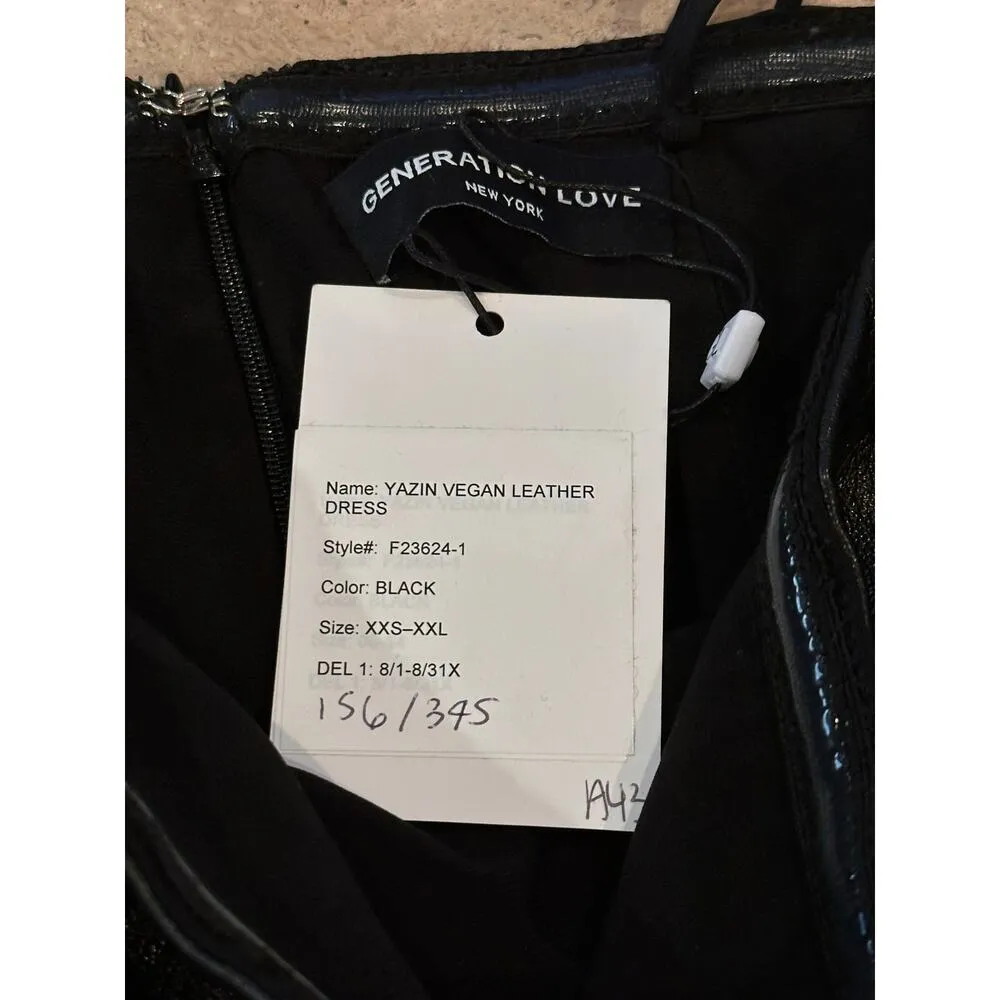 GENERATION LOVE
NEW YORK
Name: YAZIN VEGAN LEATHER
DRESS
Style#: F23624-1
Color: BLACK
Size: XXS–XXL
DEL 1: 8/1-8/31X
156/345
A43